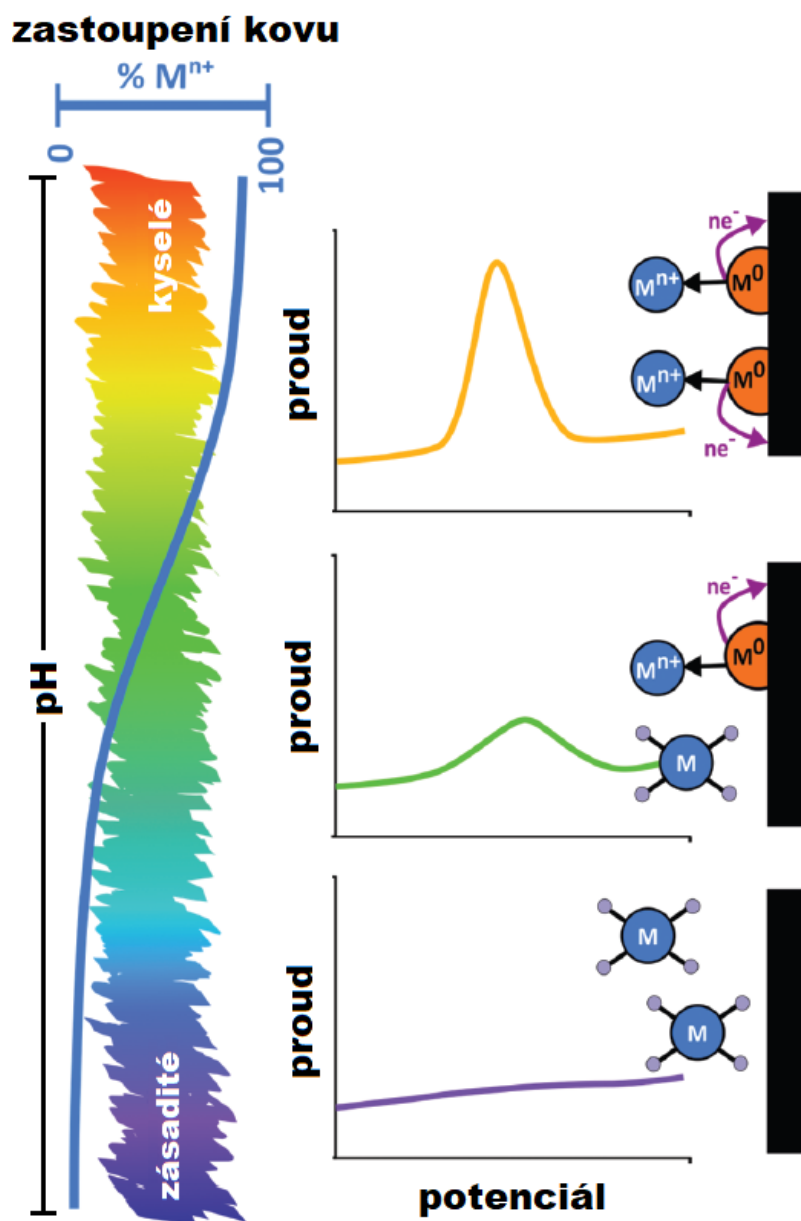 zastoupení kovu
% Mⁿ⁺
0
100
kyselé
pH
zásadité
proud
ne⁻
Mⁿ⁺
M⁰
Mⁿ⁺
M⁰
ne⁻
proud
ne⁻
Mⁿ⁺
M⁰
M
proud
M
M
potenciál